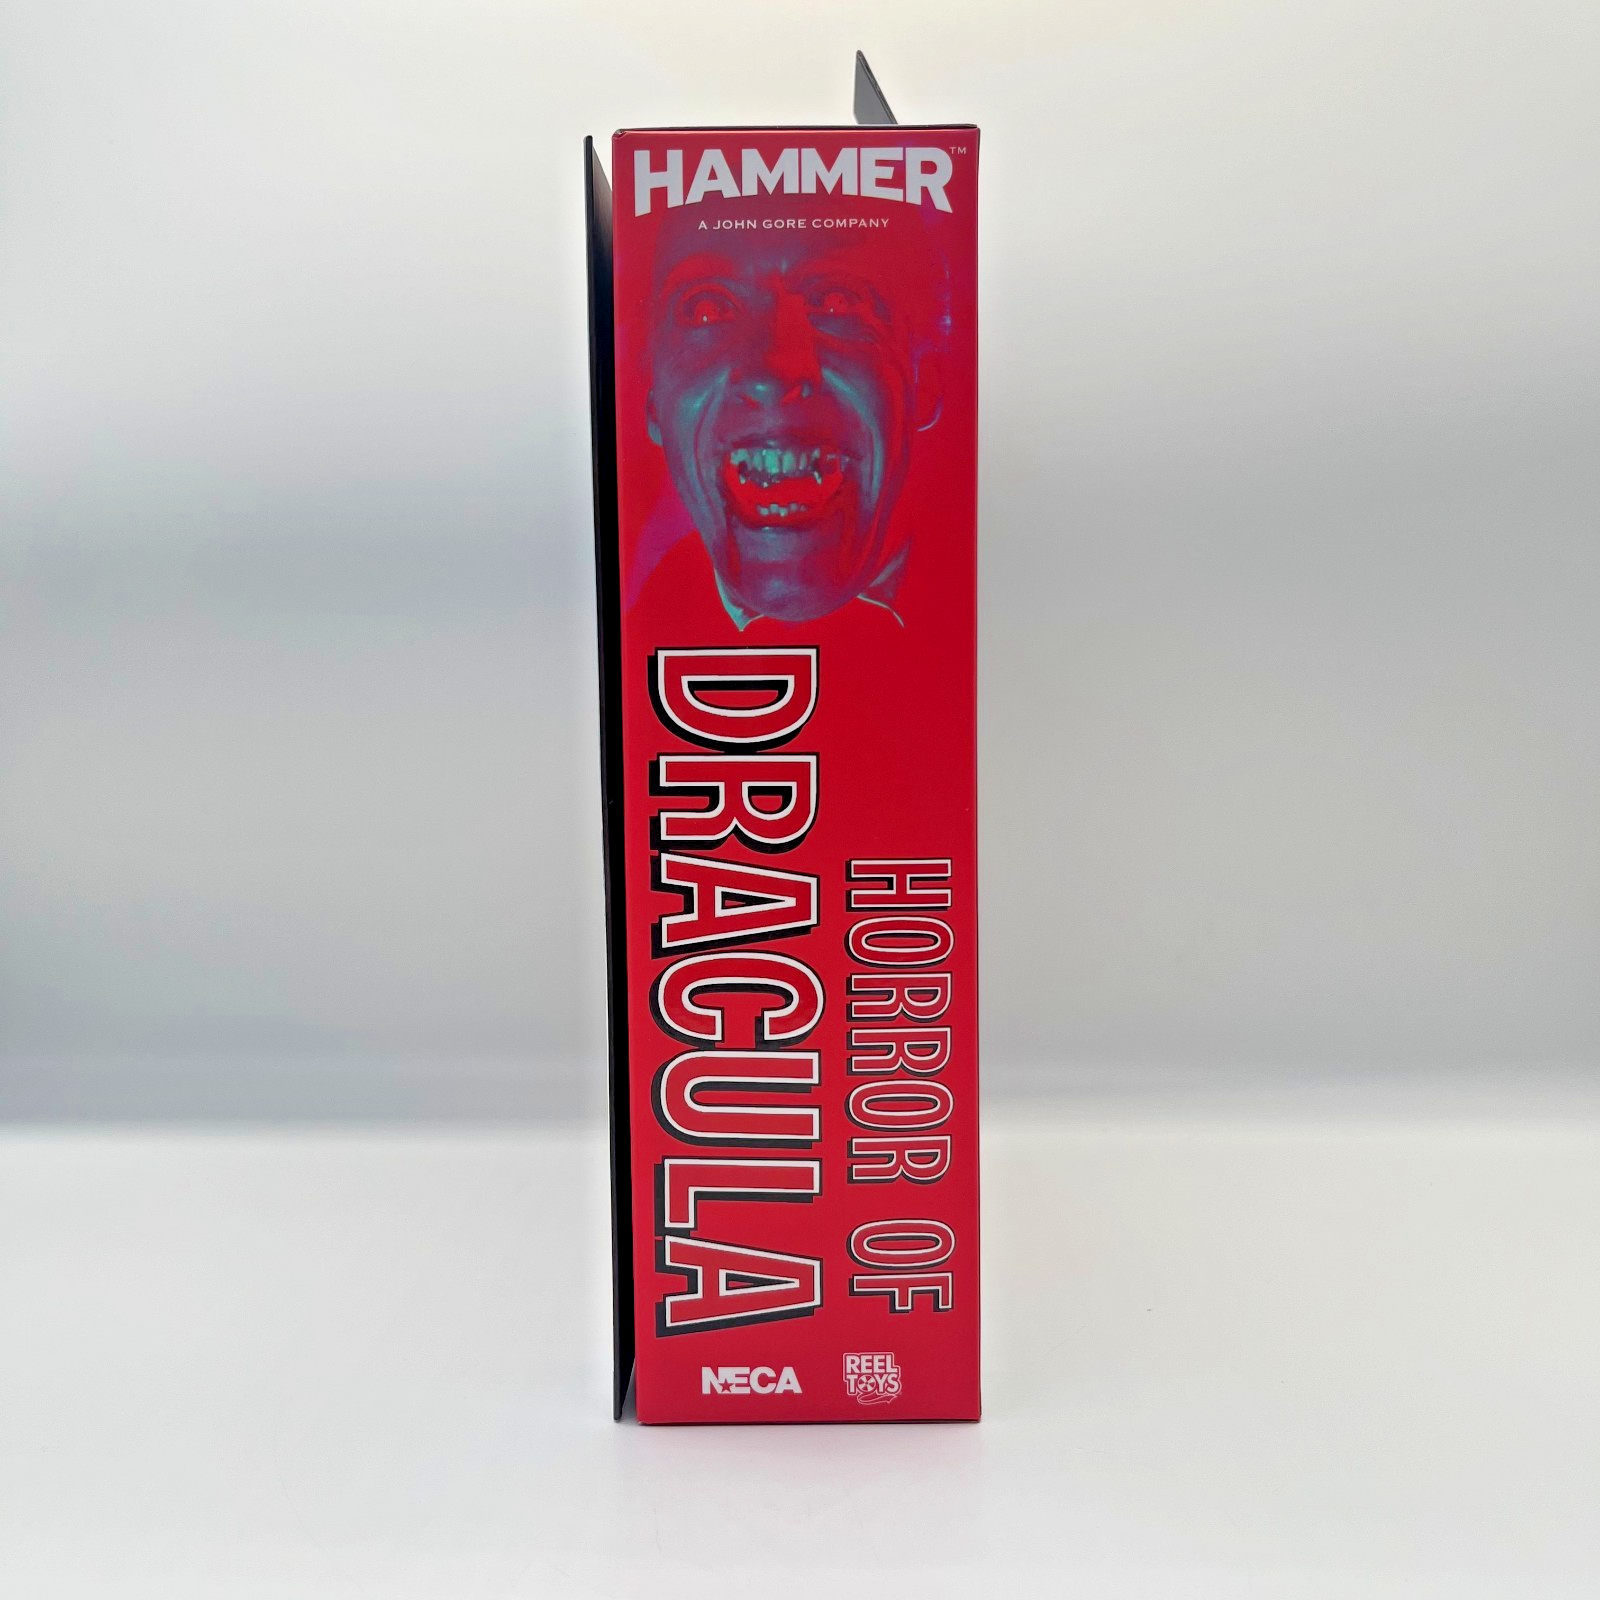 HAMMER™
A JOHN GORE COMPANY
HORROR OF
DRACULA
NECA
REEL
TOYS